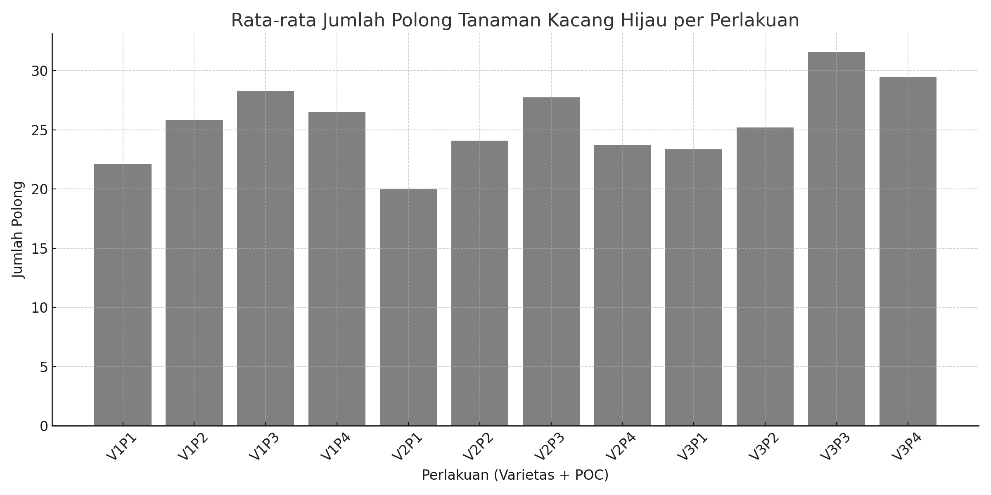 Rata-rata Jumlah Polong Tanaman Kacang Hijau per Perlakuan
Jumlah Polong
30
25
20
15
10
5
0
V1P1
V1P2
V1P3
V1P4
V2P1
V2P2
V2P3
V2P4
V3P1
V3P2
V3P3
V3P4
Perlakuan (Varietas + POC)